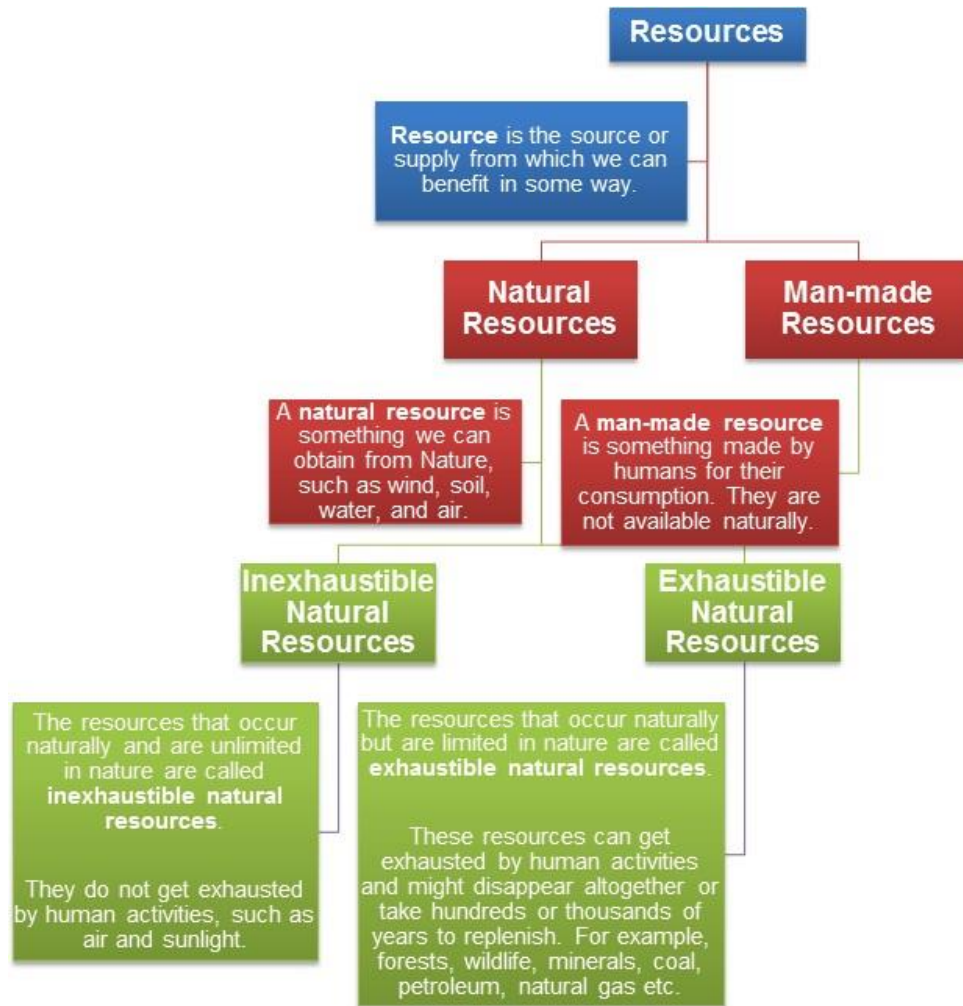 Resources
Resource is the source or
supply from which we can
benefit in some way.
Natural
Resources
Man-made
Resources
A natural resource is
something we can
obtain from Nature,
such as wind, soil,
water, and air.
A man-made resource
is something made by
humans for their
consumption. They are
not available naturally.
Inexhaustible
Natural
Resources
Exhaustible
Natural
Resources
The resources that occur
naturally and are unlimited
in nature are called
inexhaustible natural
resources.
They do not get exhausted
by human activities, such as
air and sunlight.
The resources that occur naturally
but are limited in nature are called
exhaustible natural resources.
These resources can get
exhausted by human activities
and might disappear altogether or
take hundreds or thousands of
years to replenish. For example,
forests, wildlife, minerals, coal,
petroleum, natural gas etc.